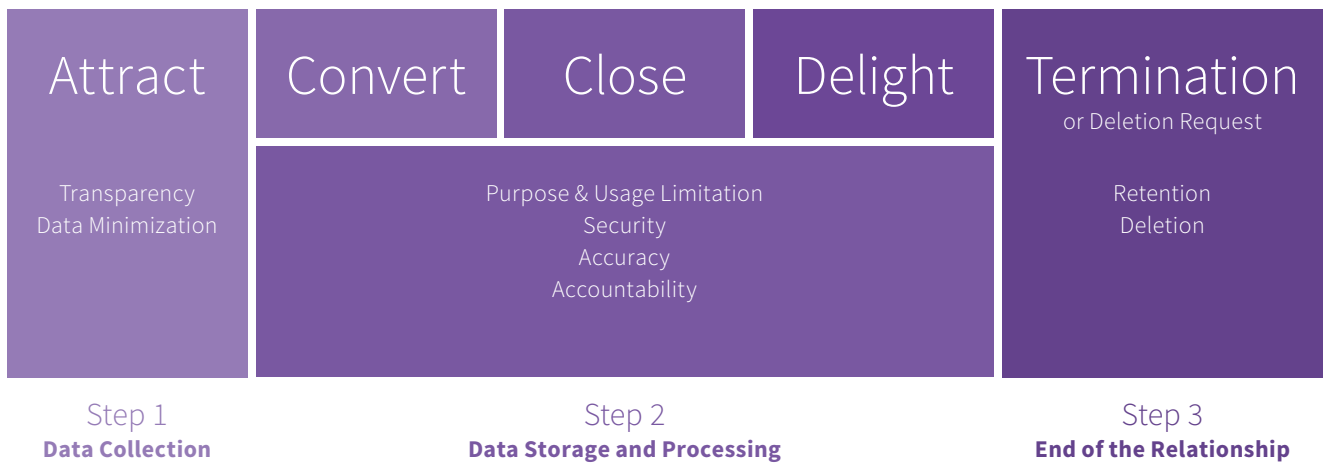 Attract
Transparency
Data Minimization
Convert
Close
Delight
Purpose & Usage Limitation
Security
Accuracy
Accountability
Termination
or Deletion Request
Retention
Deletion
Step 1
Data Collection
Step 2
Data Storage and Processing
Step 3
End of the Relationship